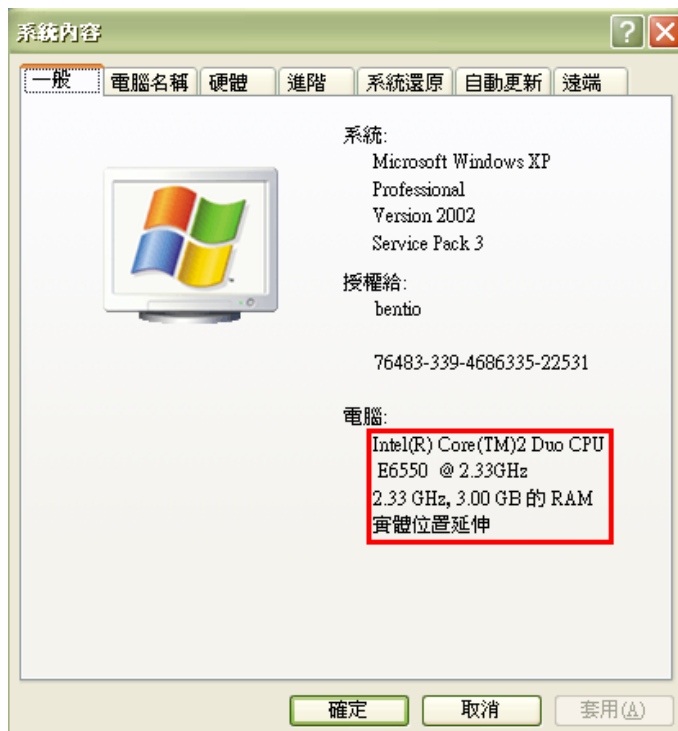 系統內容
一般 電腦名稱 硬體 進階 系統還原 自動更新 遠端
系統:
Microsoft Windows XP
Professional
Version 2002
Service Pack 3
授權給:
bentio
76483-339-4686335-22531
電腦:
Intel(R) Core(TM)2 Duo CPU
E6550 @ 2.33GHz
2.33 GHz, 3.00 GB 的 RAM
實體位置延伸
確定 取消 套用(A)